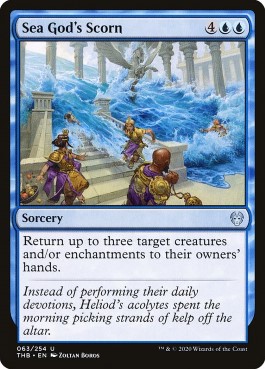 Sea God's Scorn 4
Sorcery
Return up to three target creatures
and/or enchantments to their owners'
hands.
Instead of performing their daily
devotions, Heliod's acolytes spent the
morning picking strands of kelp off the
altar.
063/254 U
THB • EN Zoltan Boros
™ & © 2020 Wizards of the Coast